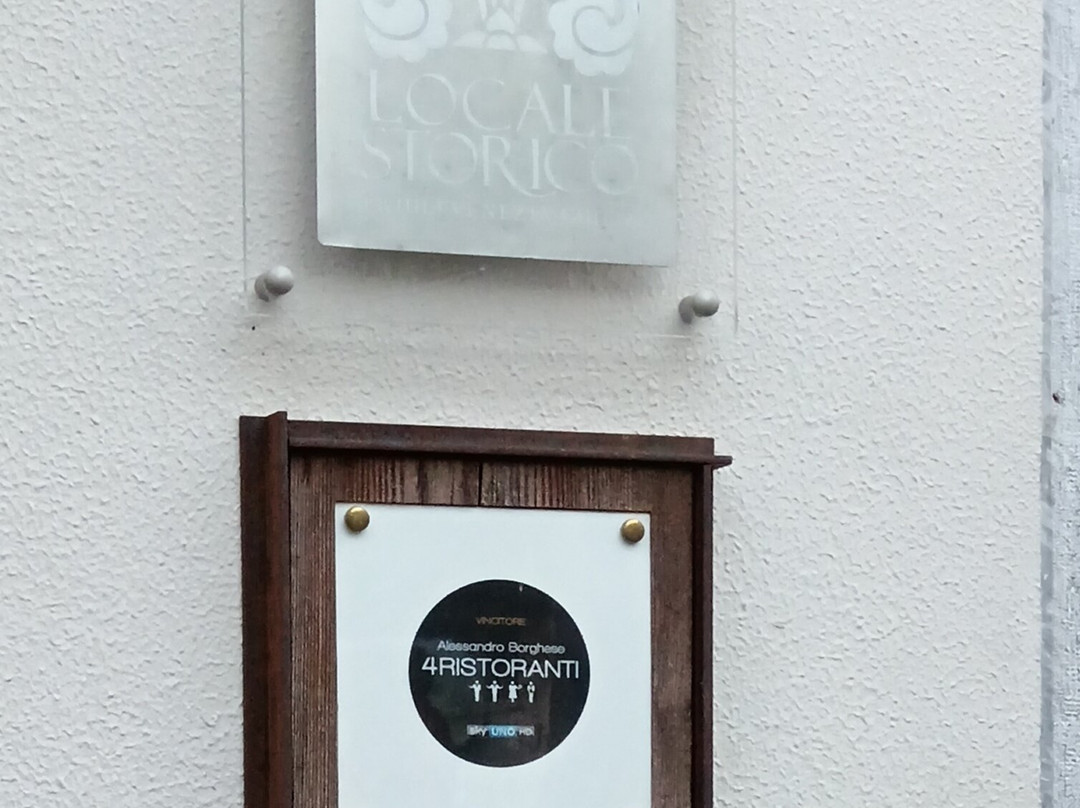 LOCALE
STORICO
VINCITORE
Alessandro Borghese
4RISTORANTI
sky UNO HD